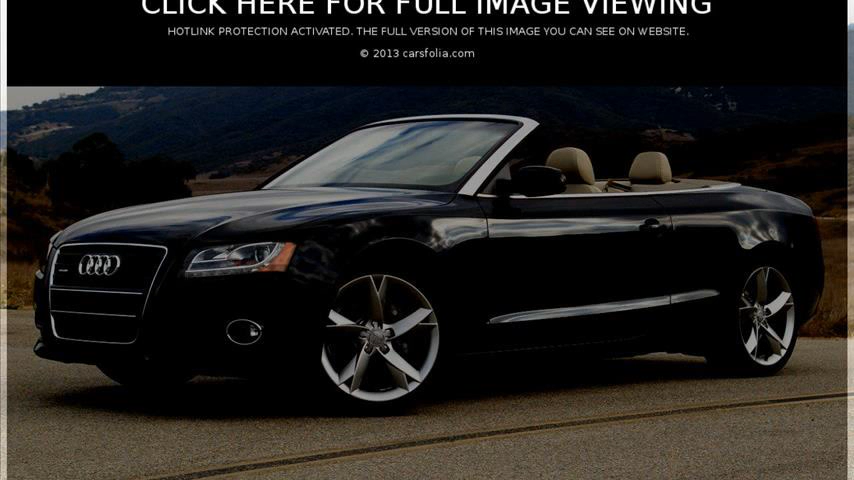 CLICK HERE FOR FULL IMAGE VIEWING
HOTLINK PROTECTION ACTIVATED. THE FULL VERSION OF THIS IMAGE YOU CAN SEE ON WEBSITE.
© 2013 carsfolia.com